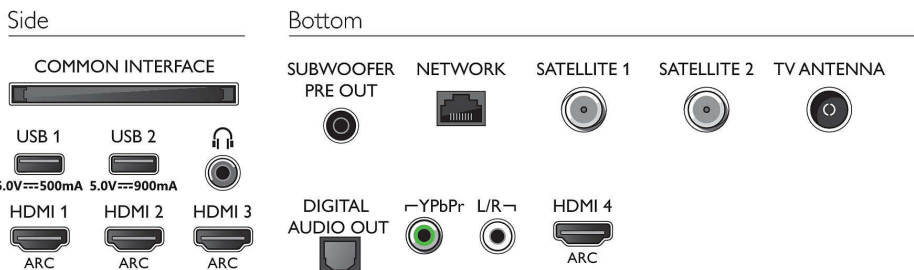 Side
COMMON INTERFACE
USB 1 USB 2
5.0V⎓500mA 5.0V⎓900mA
HDMI 1 HDMI 2 HDMI 3
ARC ARC ARC
Bottom
SUBWOOFER PRE OUT
NETWORK
SATELLITE 1
SATELLITE 2
TV ANTENNA
DIGITAL AUDIO OUT
YPbPr L/R
HDMI 4
ARC